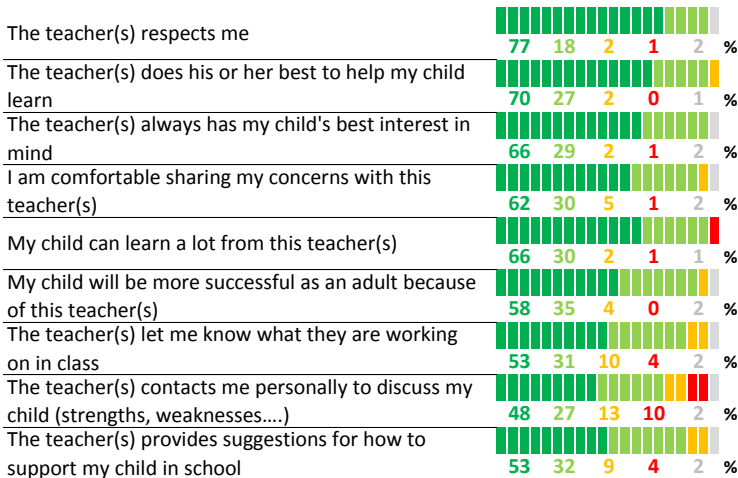 The teacher(s) respects me
77 18 2 1 2 %
The teacher(s) does his or her best to help my child
learn
70 27 2 0 1 %
The teacher(s) always has my child's best interest in
mind
66 29 2 1 2 %
I am comfortable sharing my concerns with this
teacher(s)
62 30 5 1 2 %
My child can learn a lot from this teacher(s)
66 30 2 1 1 %
My child will be more successful as an adult because
of this teacher(s)
58 35 4 0 2 %
The teacher(s) let me know what they are working
on in class
53 31 10 4 2 %
The teacher(s) contacts me personally to discuss my
child (strengths, weaknesses....)
48 27 13 10 2 %
The teacher(s) provides suggestions for how to
support my child in school
53 32 9 4 2 %